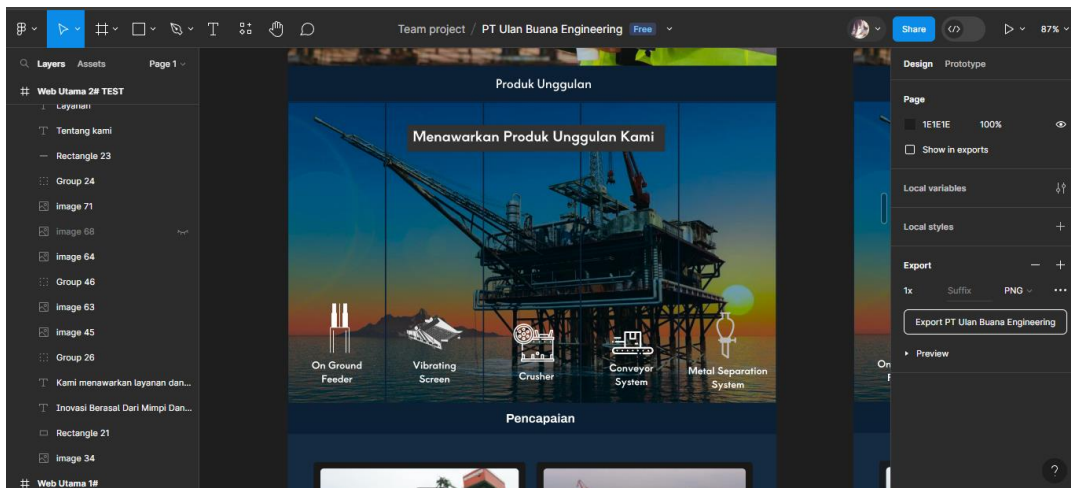 Team project / PT Ulan Buana Engineering Free
Share
87%
Layers Assets Page 1
Web Utama 2# TEST
Layanan
Tentang kami
Rectangle 23
Group 24
image 71
image 68
image 64
Group 46
image 63
image 45
Group 26
Kami menawarkan layanan dan...
Inovasi Berasal Dari Mimpi Dan...
Rectangle 21
image 34
Web Utama 1#
Produk Unggulan
Menawarkan Produk Unggulan Kami
On Ground
Feeder
Vibrating
Screen
Crusher
Conveyor
System
Metal Separation
System
Pencapaian
On
Design Prototype
Page
1E1E1E 100%
Show in exports
Local variables
Local styles
Export
1x Suffix PNG
Export PT Ulan Buana Engineering
Preview
?